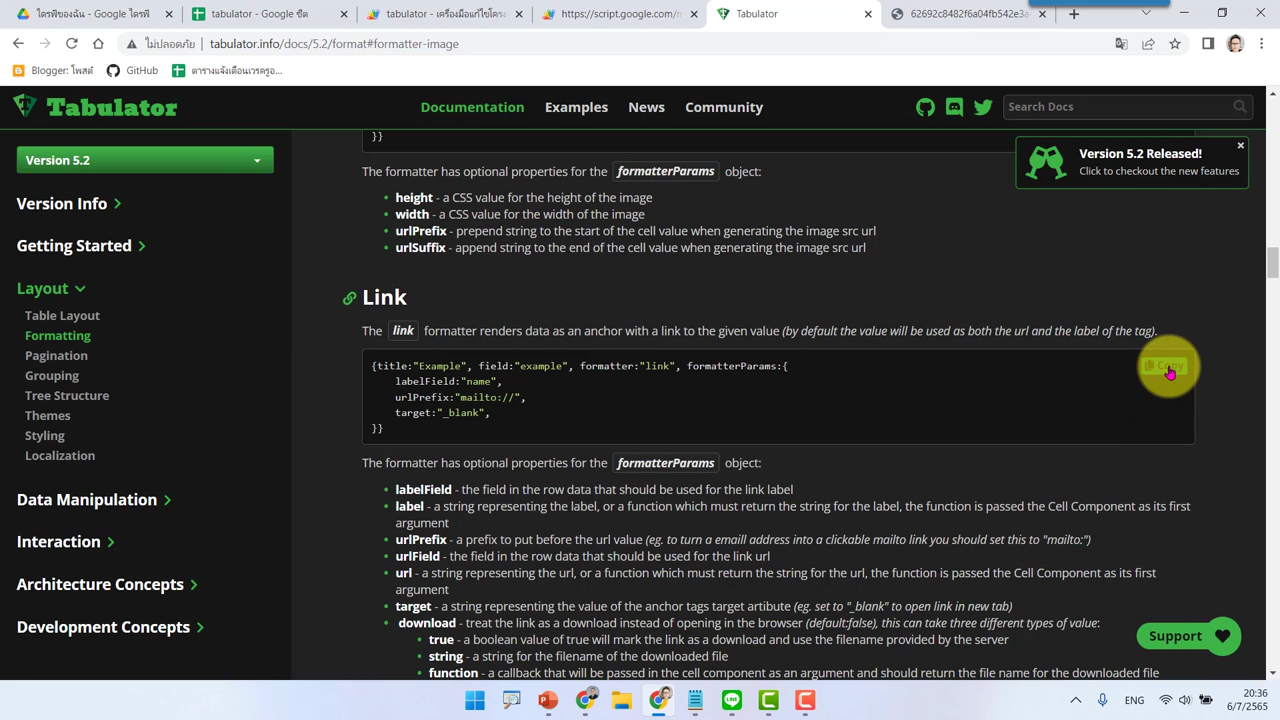 ไดรฟ์ของฉัน - Google ไดรฟ์
tabulator - Google ชีต
tabulator - เครื่องมือแก้ไขโคร
https://script.google.com/m
Tabulator
62692c8482f6a04fb542e3a
ไม่ปลอดภัย
tabulator.info/docs/5.2/format#formatter-image
Blogger: โพสต์
GitHub
ตารางแจ้งเตือนเวรครูอ...
Tabulator
Documentation
Examples
News
Community
Search Docs
Version 5.2
Version Info
Getting Started
Layout
Table Layout
Formatting
Pagination
Grouping
Tree Structure
Themes
Styling
Localization
Data Manipulation
Interaction
Architecture Concepts
Development Concepts
}}
The formatter has optional properties for the formatterParams object:
height - a CSS value for the height of the image
width - a CSS value for the width of the image
urlPrefix - prepend string to the start of the cell value when generating the image src url
urlSuffix - append string to the end of the cell value when generating the image src url
Version 5.2 Released!
Click to checkout the new features
Link
The link formatter renders data as an anchor with a link to the given value (by default the value will be used as both the url and the label of the tag).
{title:"Example", field:"example", formatter:"link", formatterParams:{
labelField:"name",
urlPrefix:"mailto://",
target:"_blank",
}}
Copy
The formatter has optional properties for the formatterParams object:
labelField - the field in the row data that should be used for the link label
label - a string representing the label, or a function which must return the string for the label, the function is passed the Cell Component as its first
argument
urlPrefix - a prefix to put before the url value (eg. to turn a emaill address into a clickable mailto link you should set this to "mailto:")
urlField - the field in the row data that should be used for the link url
url - a string representing the url, or a function which must return the string for the url, the function is passed the Cell Component as its first
argument
target - a string representing the value of the anchor tags target artibute (eg. set to "_blank" to open link in new tab)
download - treat the link as a download instead of opening in the browser (default:false), this can take three different types of value:
true - a boolean value of true will mark the link as a download and use the filename provided by the server
string - a string for the filename of the downloaded file
function - a callback that will be passed in the cell component as an argument and should return the file name for the downloaded file
Support
ENG
20:36
6/7/2565